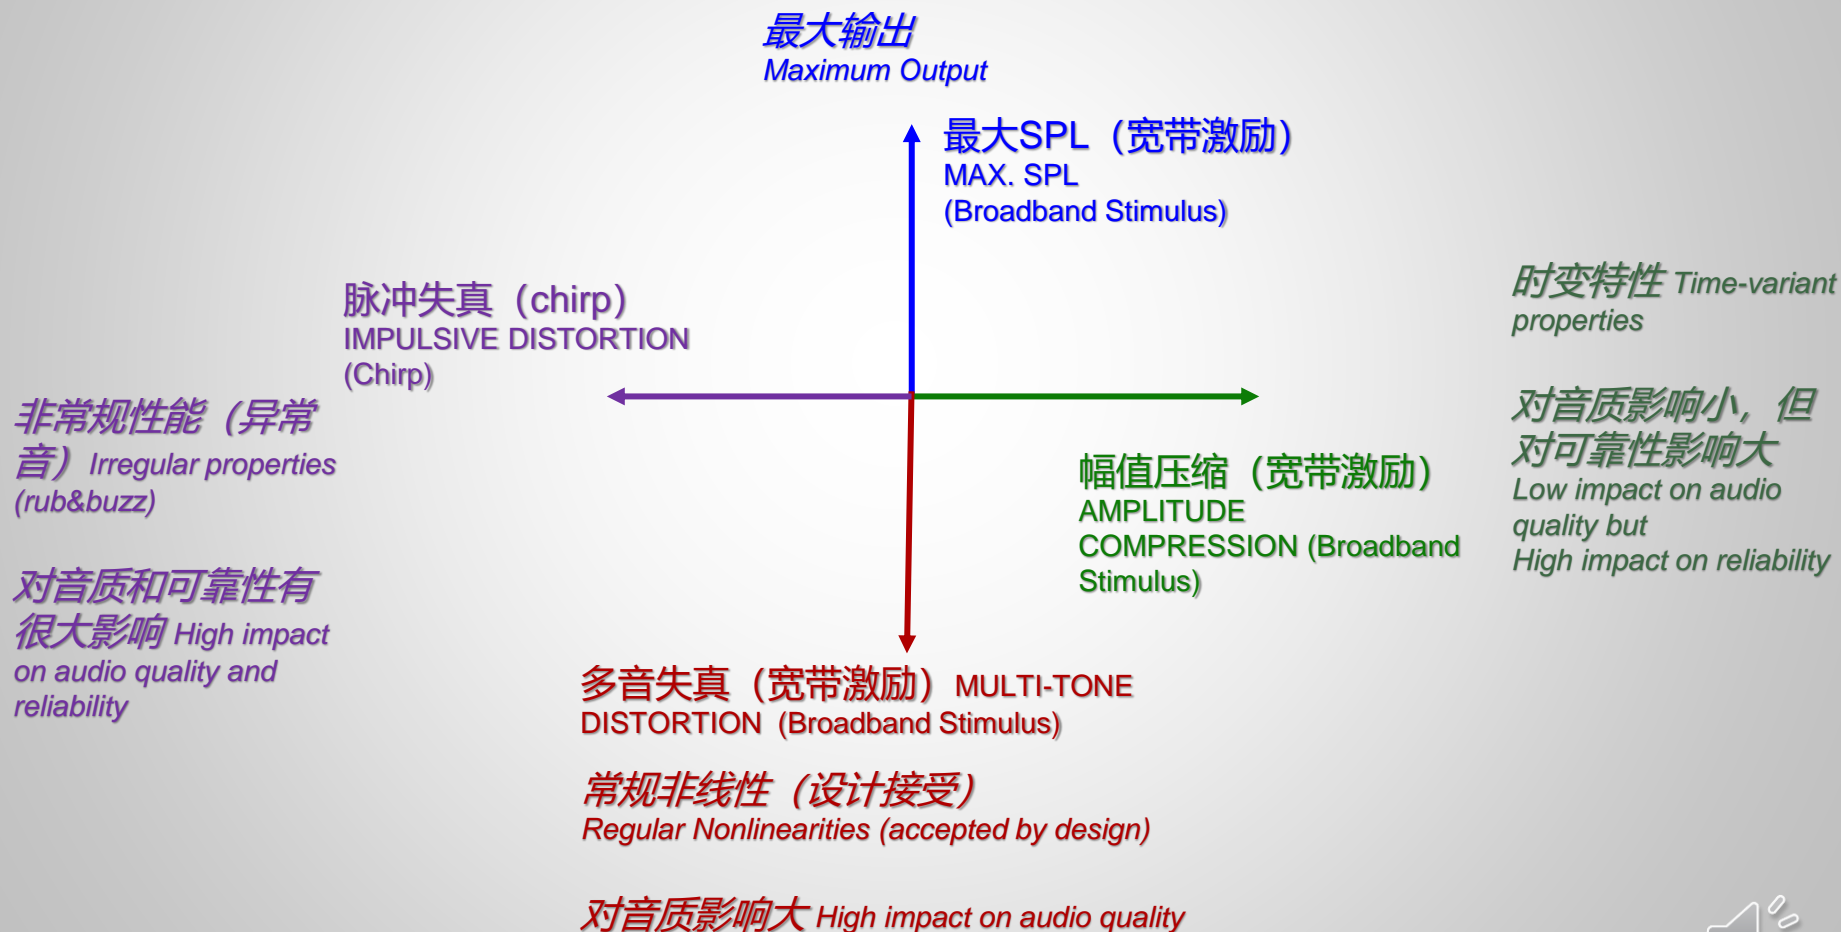 最大输出
Maximum Output
最大SPL（宽带激励）
MAX. SPL
(Broadband Stimulus)
脉冲失真（chirp）
IMPULSIVE DISTORTION
(Chirp)
非常规性能（异常
音）Irregular properties
(rub&buzz)
对音质和可靠性有
很大影响 High impact
on audio quality and
reliability
时变特性 Time-variant
properties
对音质影响小，但
对可靠性影响大
Low impact on audio
quality but
High impact on reliability
幅值压缩（宽带激励）
AMPLITUDE
COMPRESSION (Broadband
Stimulus)
多音失真（宽带激励）MULTI-TONE
DISTORTION (Broadband Stimulus)
常规非线性（设计接受）
Regular Nonlinearities (accepted by design)
对音质影响大 High impact on audio quality